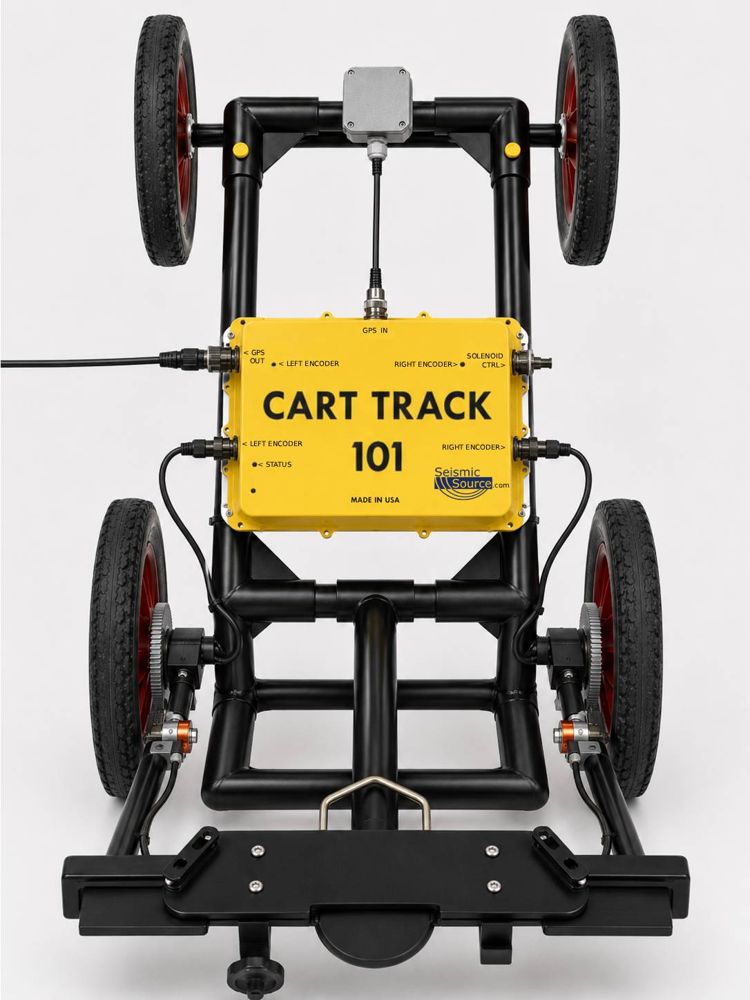 GPS IN
< GPS
OUT
< LEFT ENCODER
RIGHT ENCODER>
SOLENOID
CTRL>
CART TRACK
101
< LEFT ENCODER
RIGHT ENCODER>
< STATUS
Seismic
Source.com
MADE IN USA